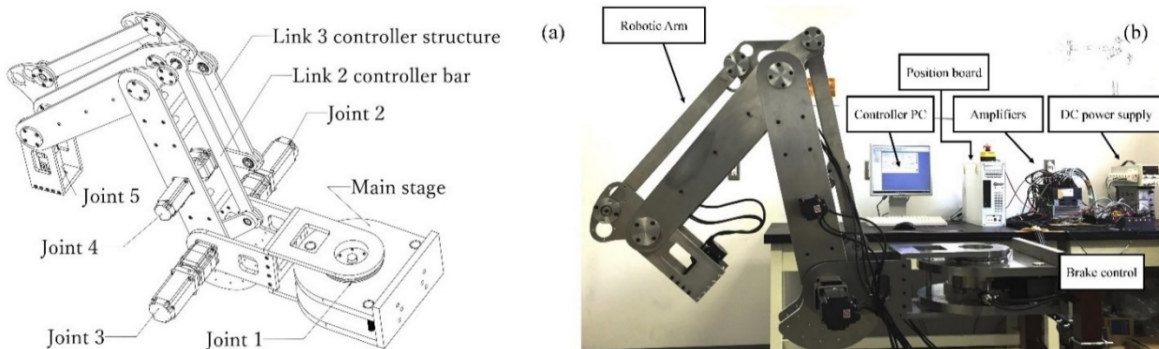 Link 3 controller structure
Link 2 controller bar
Joint 2
Main stage
Joint 5
Joint 4
Joint 3
Joint 1
(a)
Robotic Arm
(b)
Position board
Controller PC
Amplifiers
DC power supply
Brake control